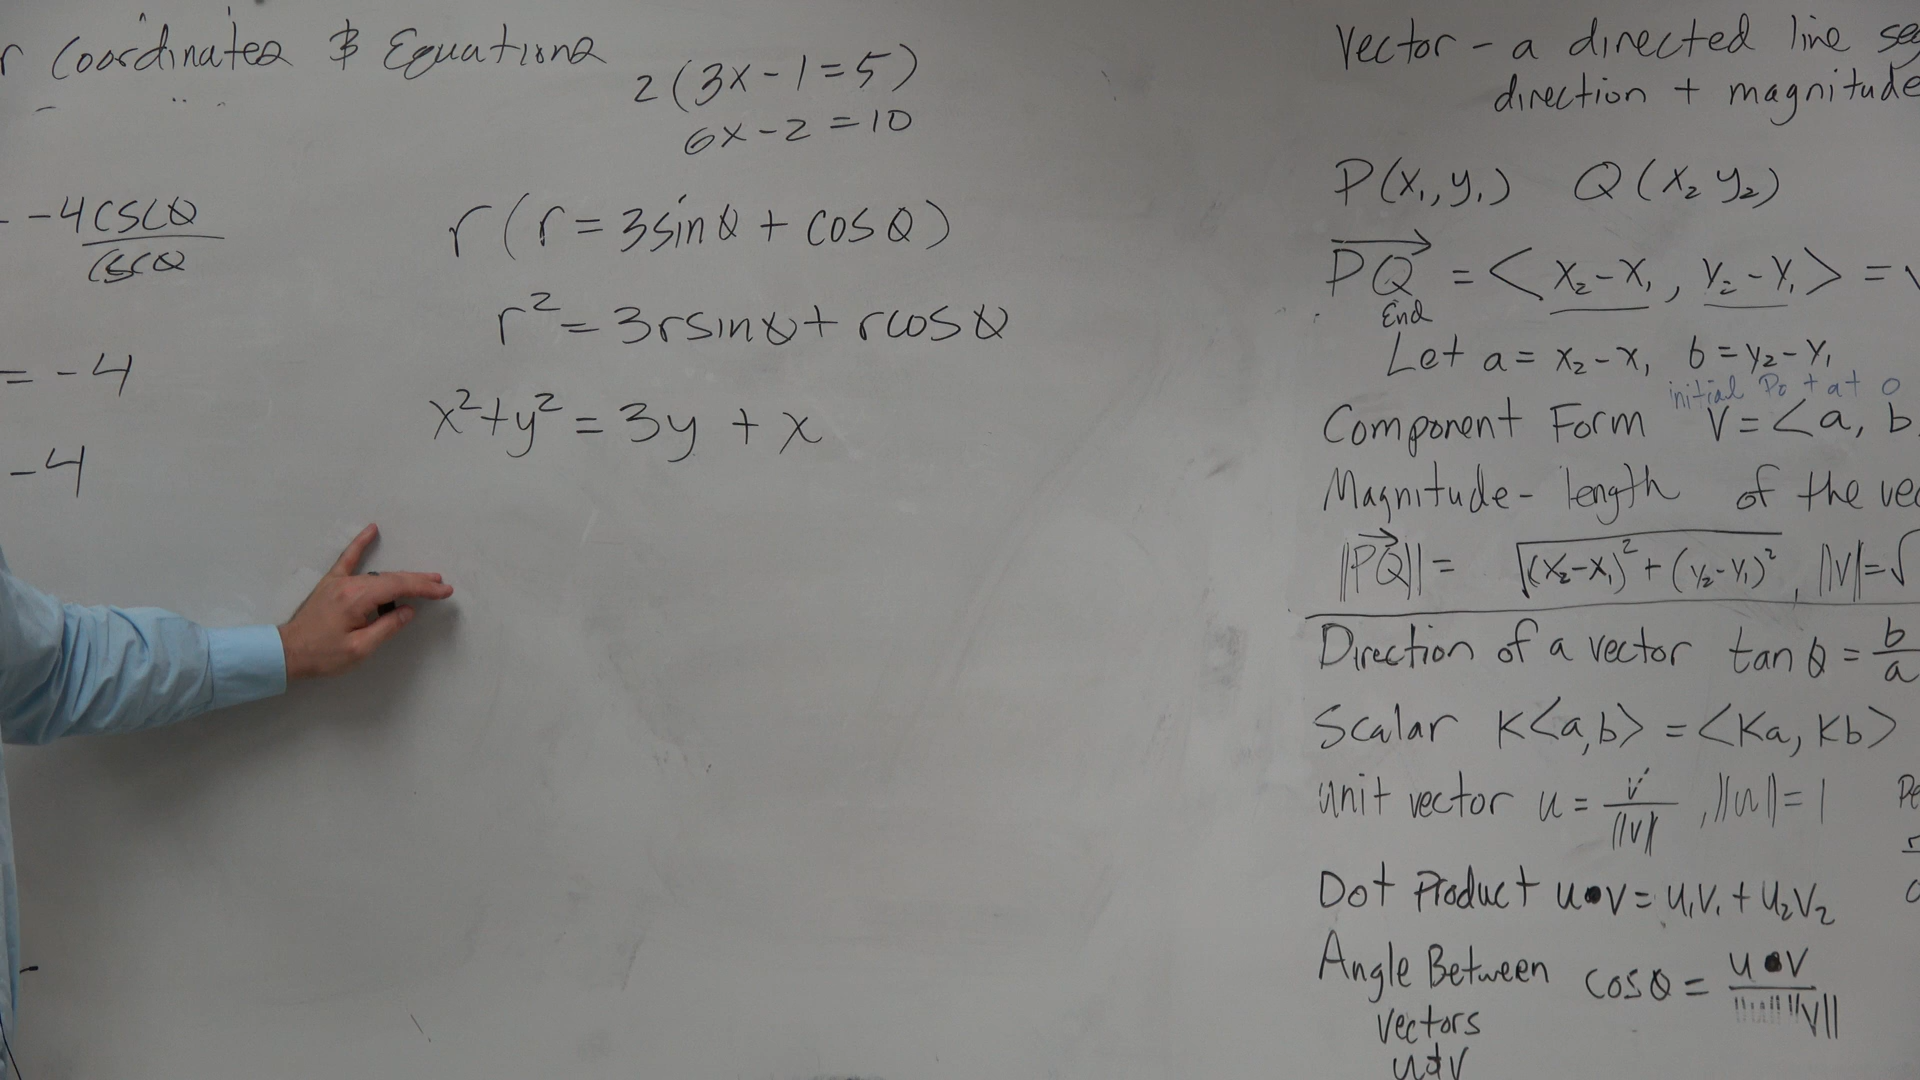 r Coordinates & Equations
2(3x-1=5)
6x-2=10
-4cscθ
cscθ
= -4
-4
r(r=3sinθ+cosθ)
r²=3rsinθ+rcosθ
x²+y²=3y+x
Vector - a directed line seg
direction + magnitude
P(x₁,y₁) Q(x₂ y₂)
PQ = <x₂-x₁, y₂-y₁> = √
End
Let a = x₂-x₁ b = y₂-y₁
initial Po t at 0
Component Form V=<a, b
Magnitude - length of the vec
||PQ|| = √(x₂-x₁)²+(y₂-y₁)², ||V||=√
Direction of a vector tan θ = b/a
Scalar K<a,b> = <Ka, Kb>
unit vector u = v/||v||, ||u||=1
Dot Product u•v = u₁v₁+u₂v₂
Angle Between cosθ = u•v/||u|| ||v||
vectors
u & v